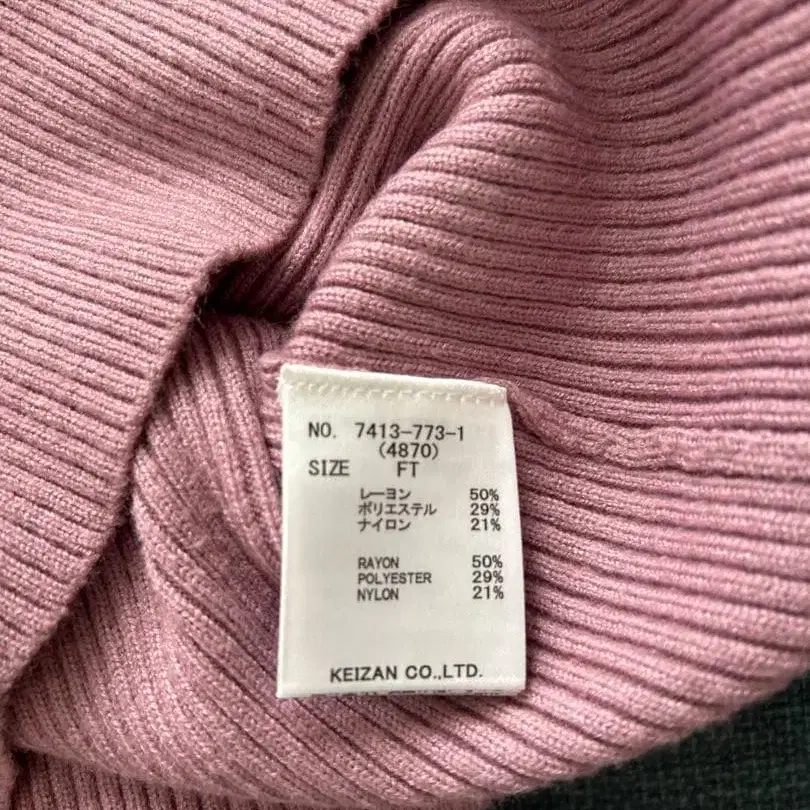 NO. 7413-773-1
(4870)
SIZE FT
レーヨン 50%
ポリエステル 29%
ナイロン 21%
RAYON 50%
POLYESTER 29%
NYLON 21%
KEIZAN CO.,LTD.